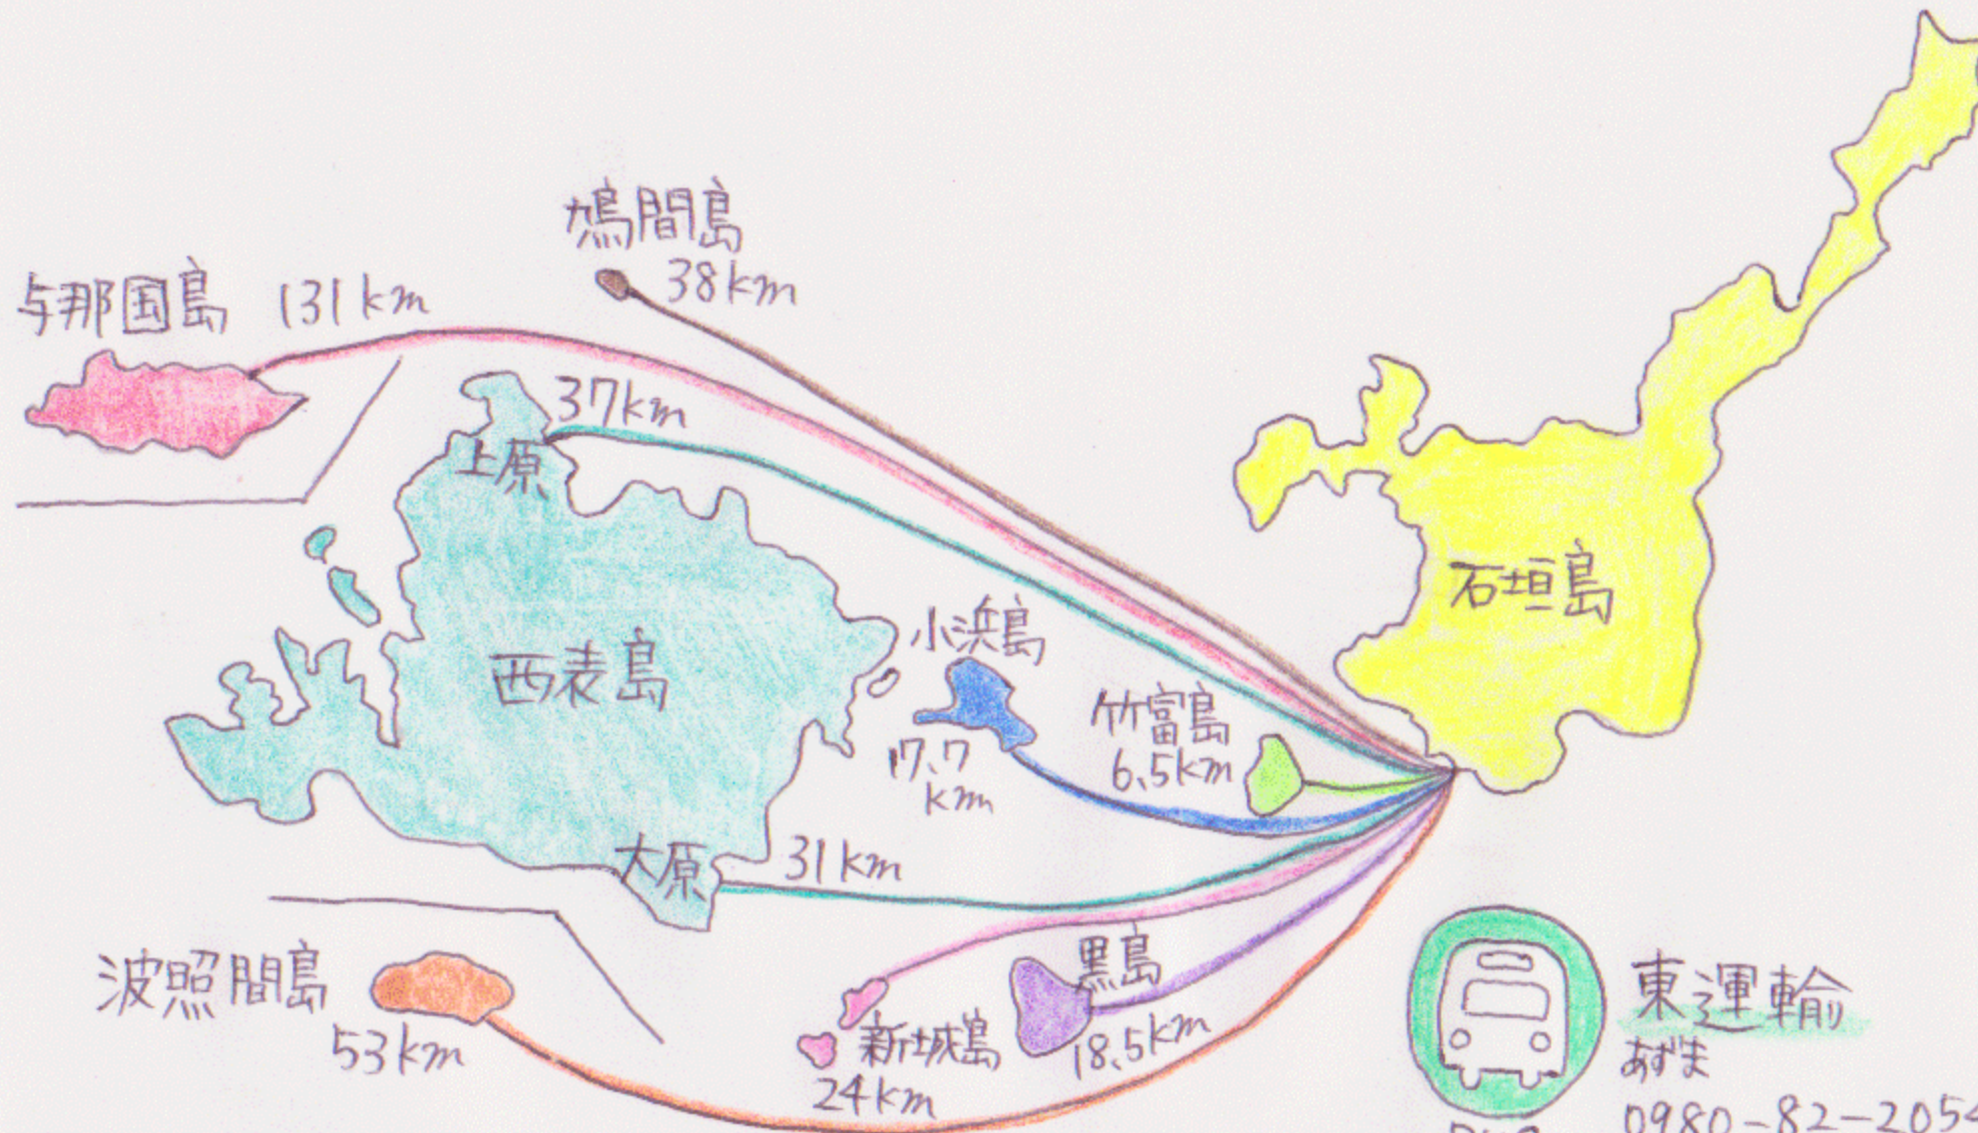 鳩間島
38km
与那国島 131km
37km
上原
石垣島
小浜島
17.7
km
西表島
竹富島
6.5km
大原
31km
波照間島
53km
黒島
18.5km
新城島
24km
東運輸
あずま
0980-82-2054